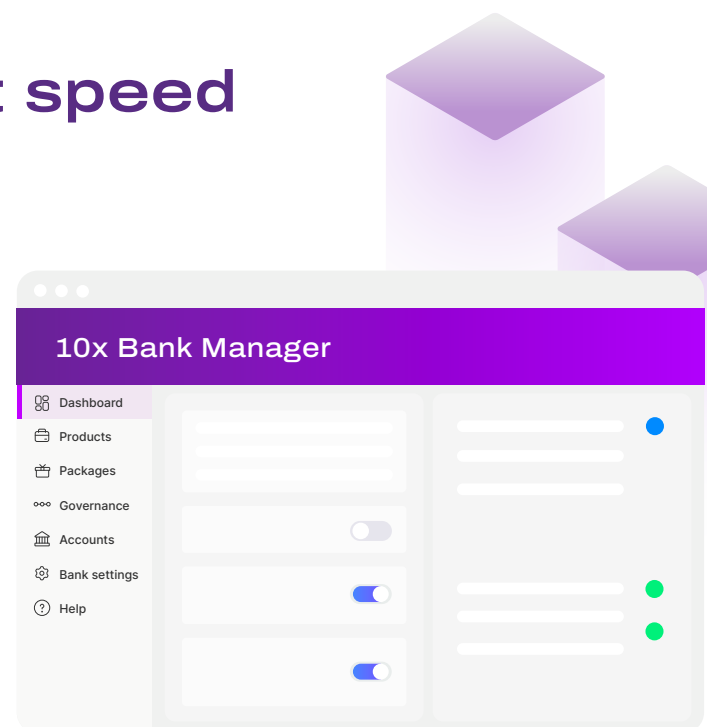 speed
10x Bank Manager
Dashboard
Products
Packages
Governance
Accounts
Bank settings
Help